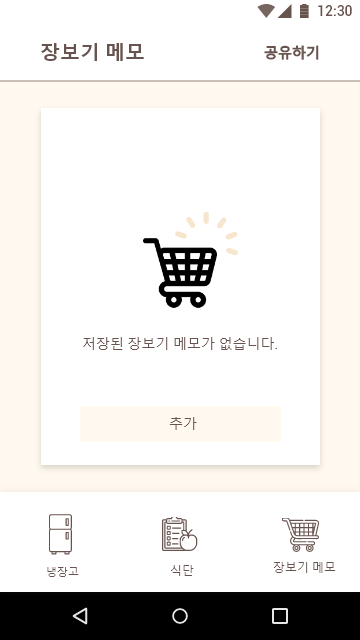 12:30
장보기 메모
공유하기
저장된 장보기 메모가 없습니다.
추가
냉장고
식단
장보기 메모